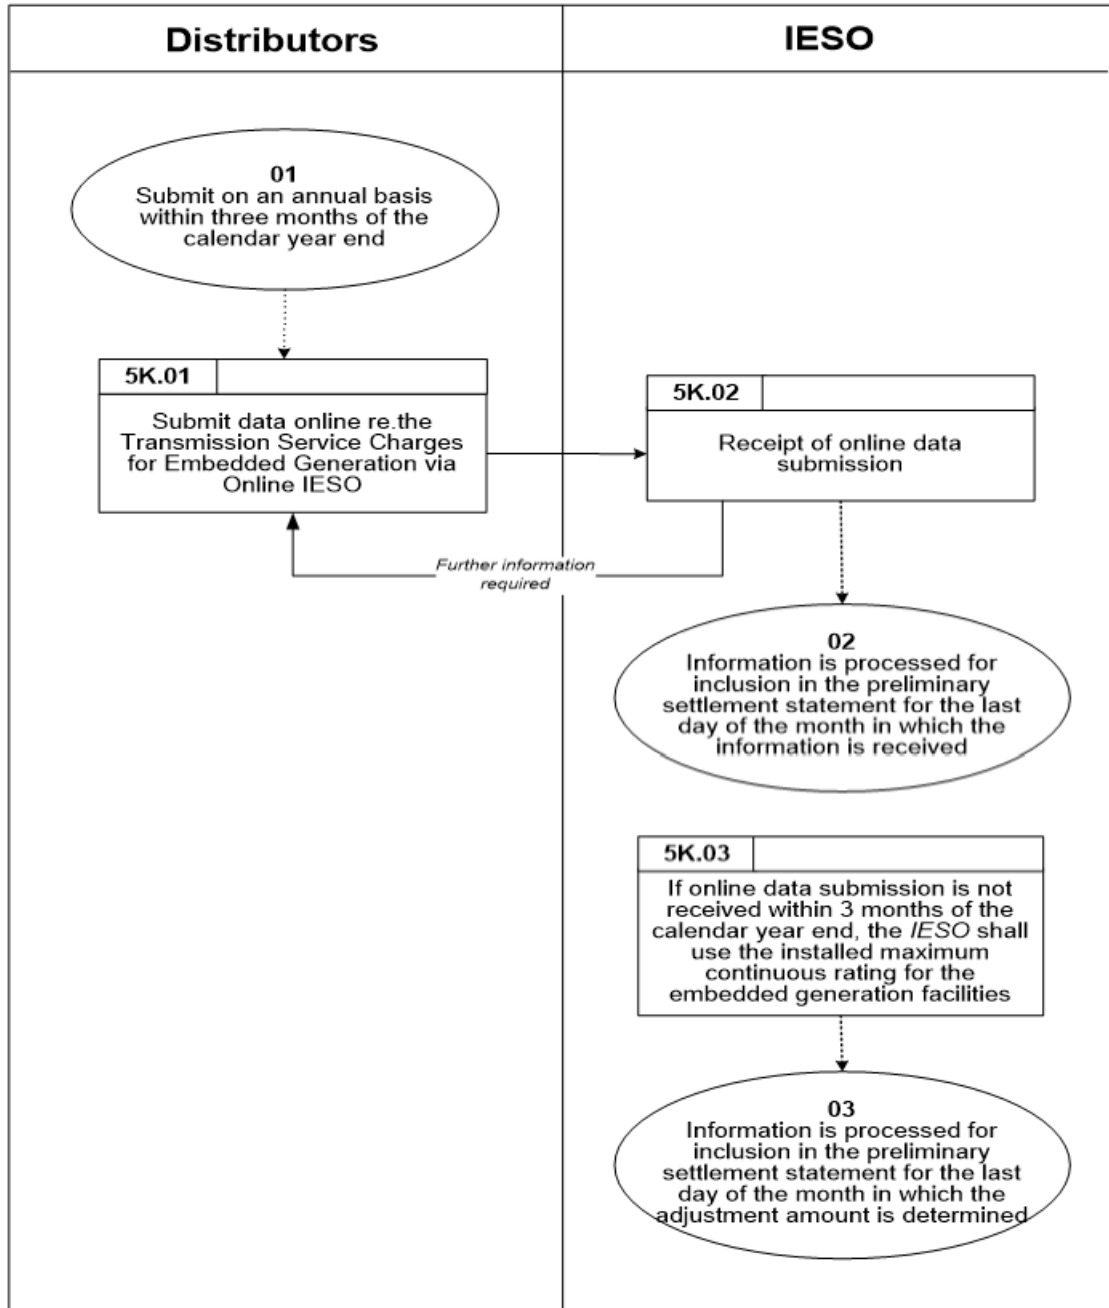 Distributors
IESO
01
Submit on an annual basis
within three months of the
calendar year end
5K.01
Submit data online re.the
Transmission Service Charges
for Embedded Generation via
Online IESO
5K.02
Receipt of online data
submission
Further information
required
02
Information is processed for
inclusion in the preliminary
settlement statement for the last
day of the month in which the
information is received
5K.03
If online data submission is not
received within 3 months of the
calendar year end, the IESO shall
use the installed maximum
continuous rating for the
embedded generation facilities
03
Information is processed for
inclusion in the preliminary
settlement statement for the last
day of the month in which the
adjustment amount is determined